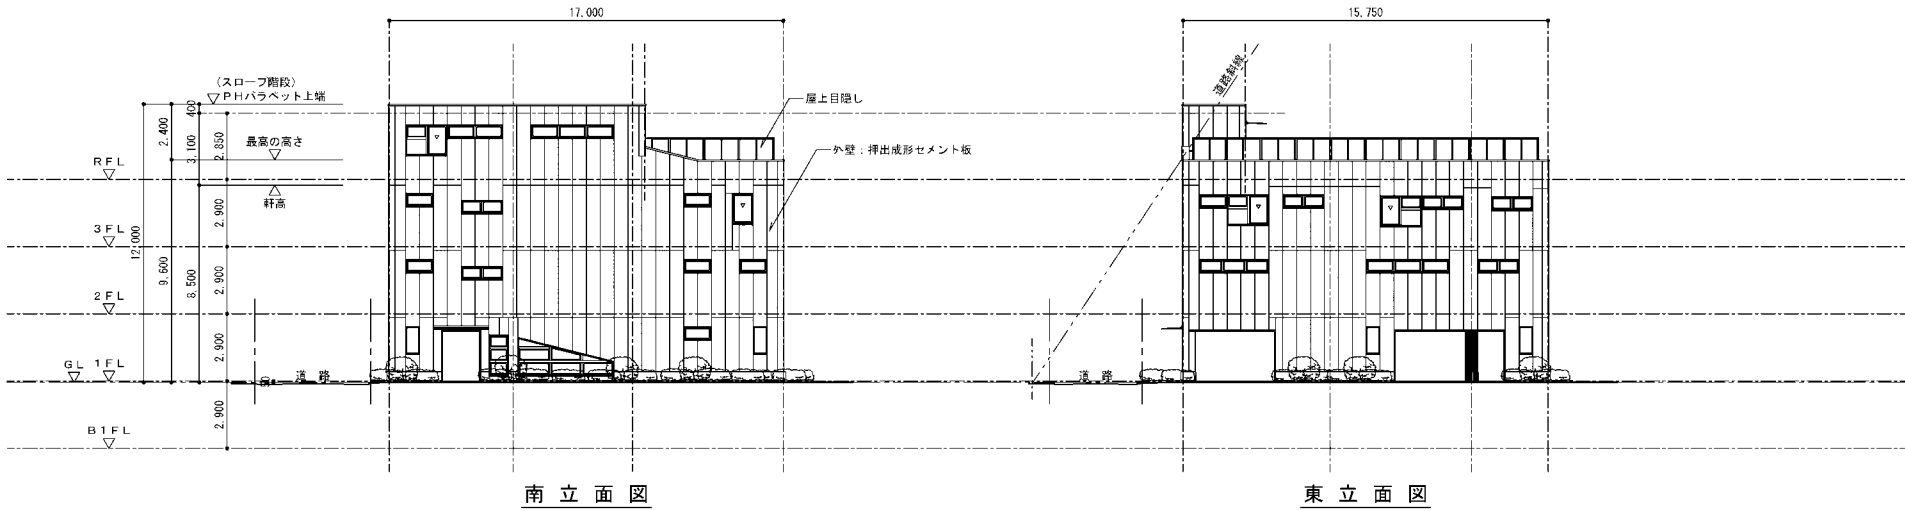 17,000
15,750
(スロープ階段)
PHパラペット上端
400
2,400
3,100
2,850
最高の高さ
屋上目隠し
道路斜線
外壁：押出成形セメント板
RFL
軒高
2,900
3FL
12,000
9,600
8,500
2,900
2FL
2,900
GL 1FL
道路
道路
2,900
B1FL
南立面図
東立面図